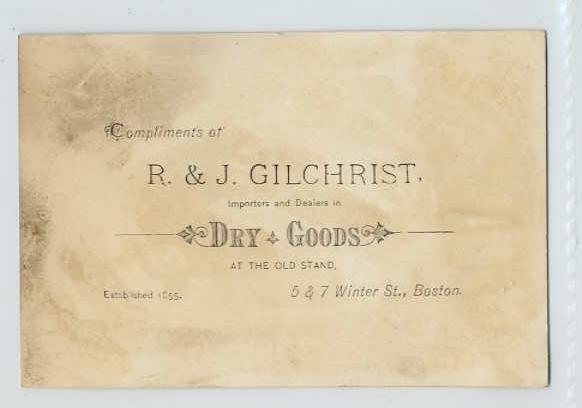 Compliments of
R. & J. GILCHRIST,
Importers and Dealers in
DRY GOODS
AT THE OLD STAND,
Established 1855.
5 & 7 Winter St., Boston.